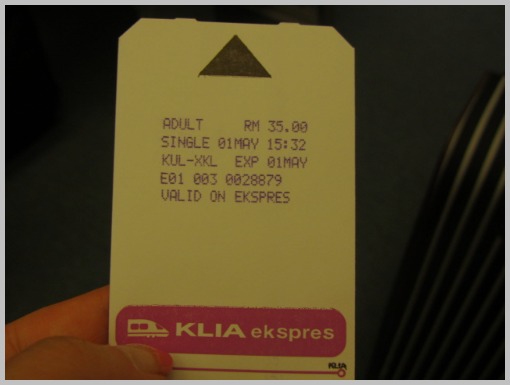 ADULT RM 35.00
SINGLE 01MAY 15:32
KUL-XKL EXP 01MAY
E01 003 0028879
VALID ON EKSPRES
KLIA ekspres
KLIA